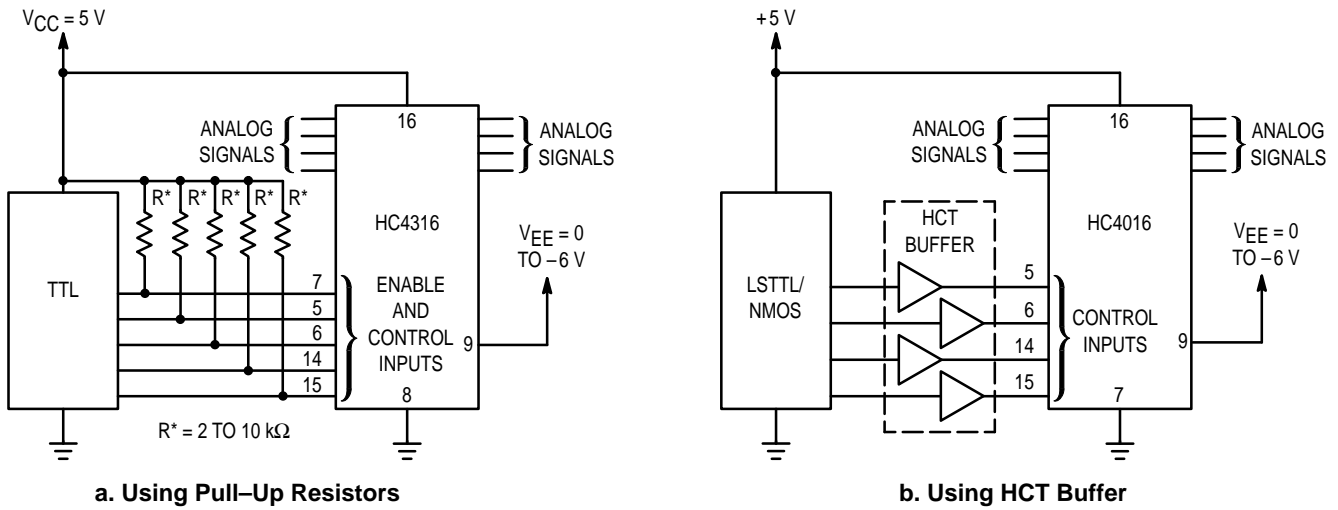 VCC = 5 V
16
ANALOG
SIGNALS
ANALOG
SIGNALS
R* R* R* R* R*
HC4316
VEE = 0
TO –6 V
TTL
7
5
6
14
15
ENABLE
AND
CONTROL
INPUTS
9
8
R* = 2 TO 10 kΩ
a. Using Pull–Up Resistors
+5 V
16
ANALOG
SIGNALS
ANALOG
SIGNALS
HCT
BUFFER
HC4016
VEE = 0
TO –6 V
LSTTL/
NMOS
5
6
14
15
CONTROL
INPUTS
9
7
b. Using HCT Buffer